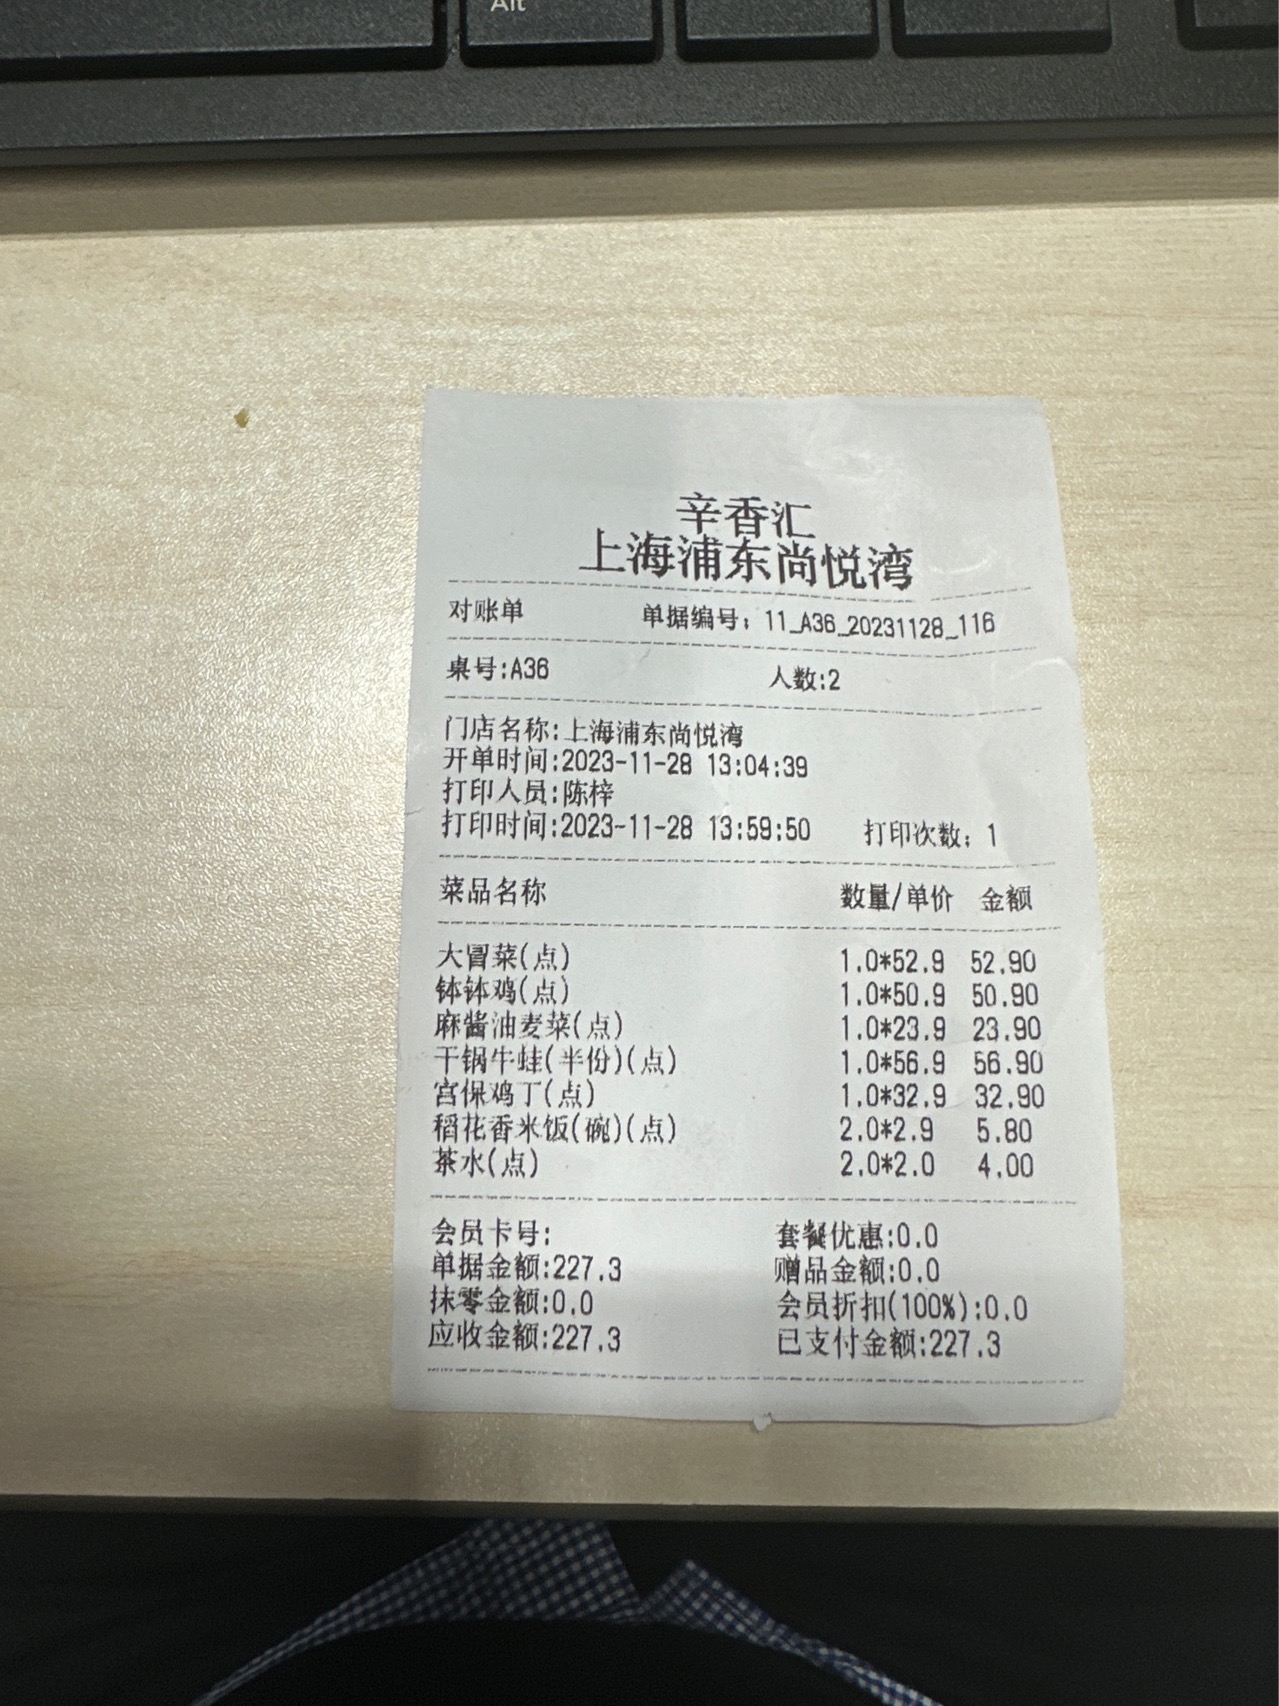 Alt
辛香汇
上海浦东尚悦湾
对账单 单据编号：11_A36_20231128_116
桌号:A36 人数:2
门店名称:上海浦东尚悦湾
开单时间:2023-11-28 13:04:39
打印人员:陈梓
打印时间:2023-11-28 13:59:50 打印次数：1
菜品名称 数量/单价 金额
大冒菜(点) 1.0*52.9 52.90
钵钵鸡(点) 1.0*50.9 50.90
麻酱油麦菜(点) 1.0*23.9 23.90
干锅牛蛙(半份)(点) 1.0*56.9 56.90
宫保鸡丁(点) 1.0*32.9 32.90
稻花香米饭(碗)(点) 2.0*2.9 5.80
茶水(点) 2.0*2.0 4.00
会员卡号: 套餐优惠:0.0
单据金额:227.3 赠品金额:0.0
抹零金额:0.0 会员折扣(100%):0.0
应收金额:227.3 已支付金额:227.3